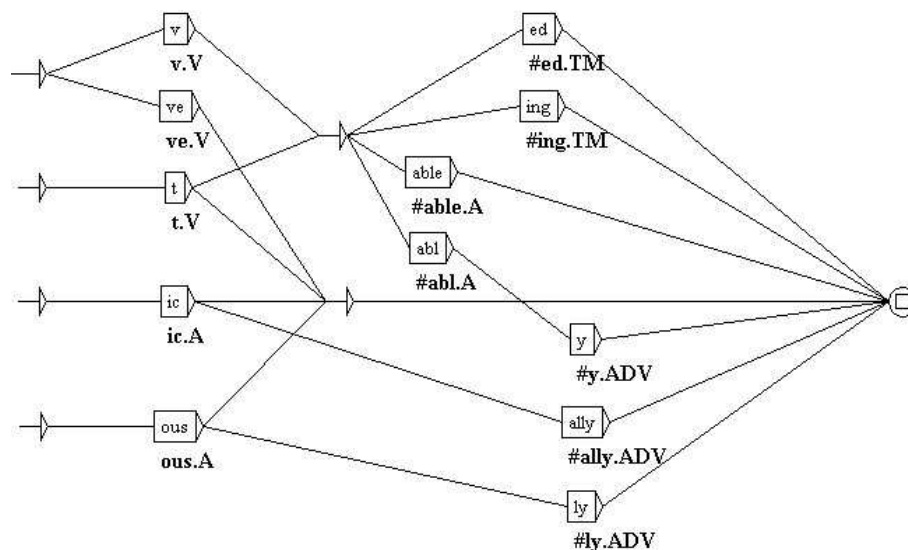 v
v.V
ve
ve.V
t
t.V
ic
ic.A
ous
ous.A
ed
#ed.TM
ing
#ing.TM
able
#able.A
abl
#abl.A
y
#y.ADV
ally
#ally.ADV
ly
#ly.ADV